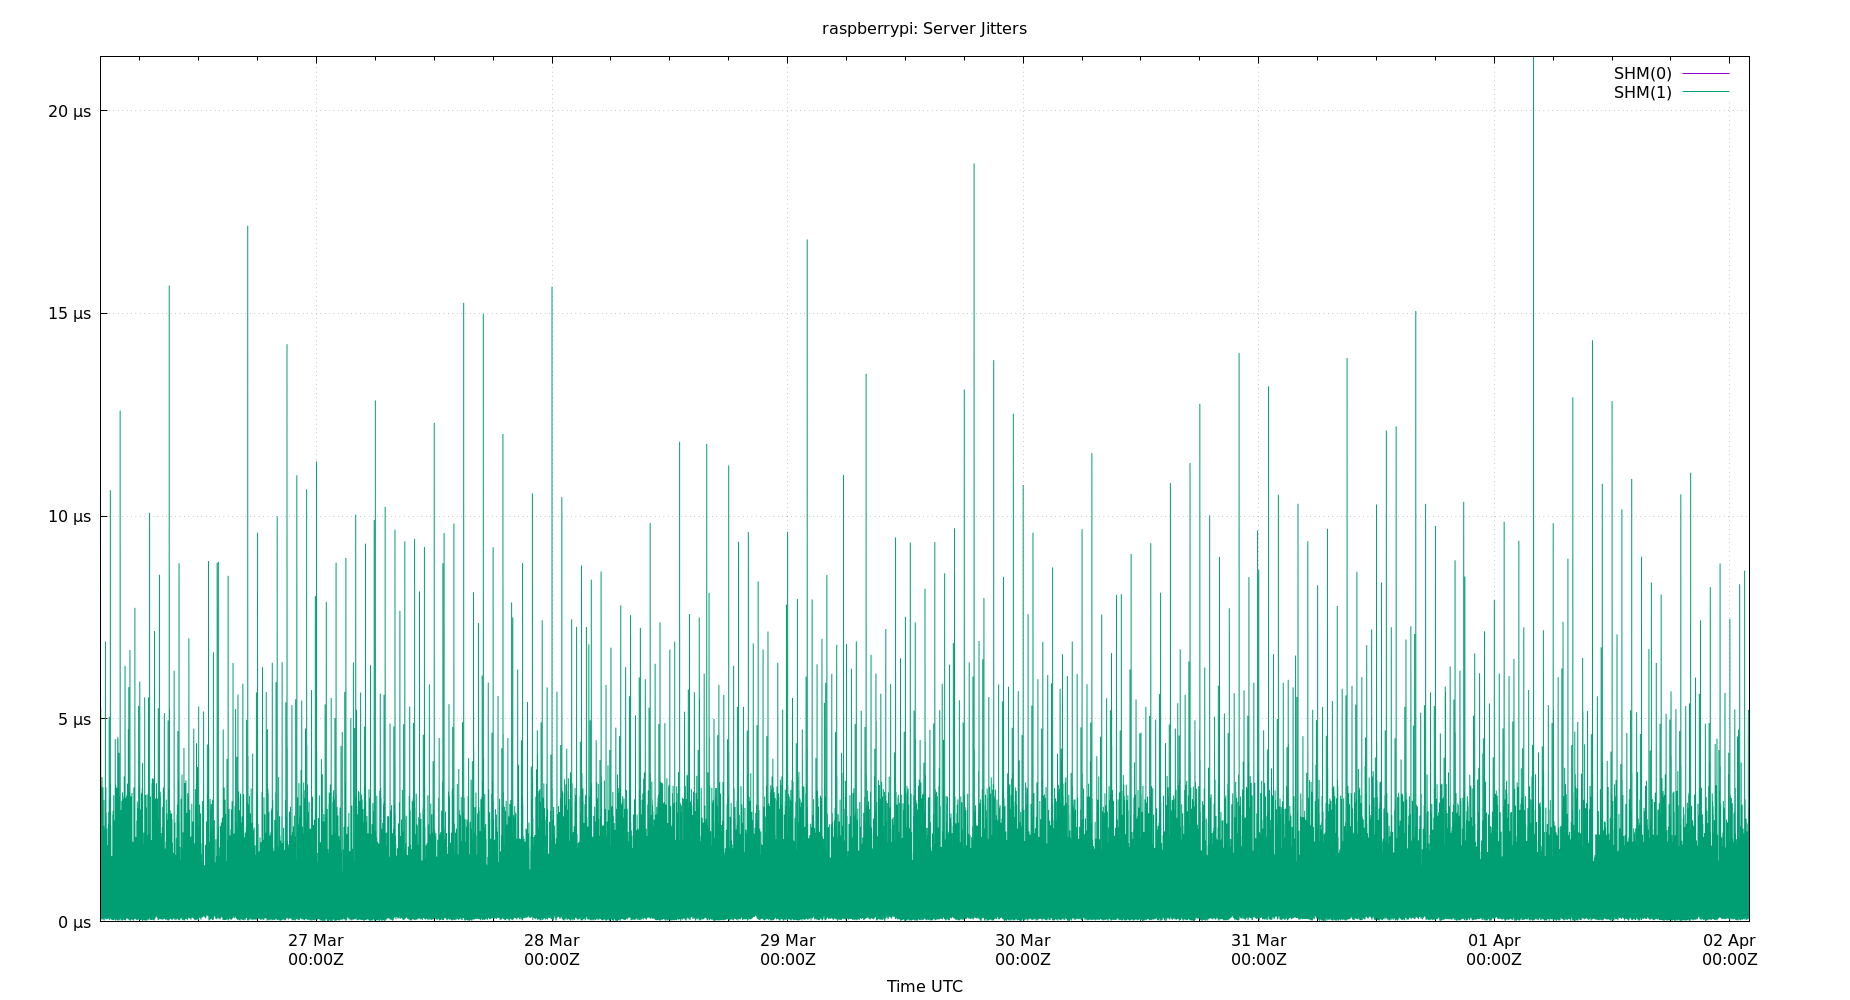 raspberrypi: Server Jitters
SHM(0)
SHM(1)
20 µs
15 µs
10 µs
5 µs
0 µs
27 Mar 28 Mar 29 Mar 30 Mar 31 Mar 01 Apr 02 Apr
00:00Z 00:00Z 00:00Z 00:00Z 00:00Z 00:00Z 00:00Z
Time UTC